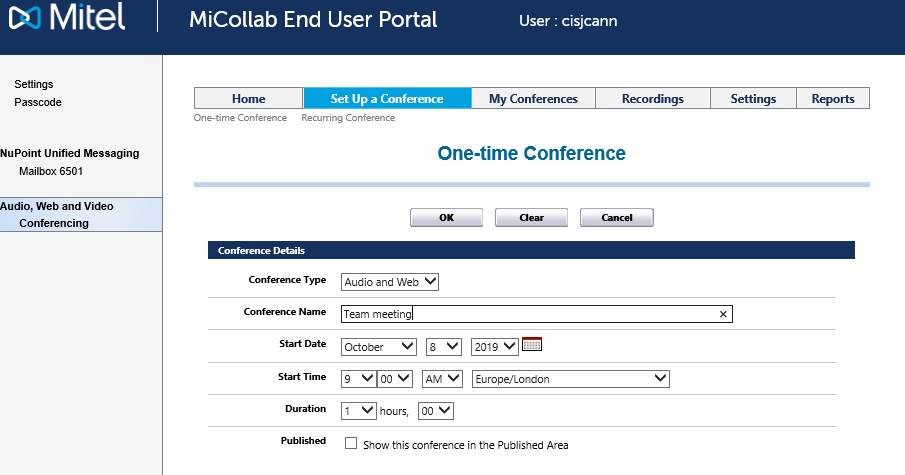 Mitel
MiCollab End User Portal
User : cisjcann
Settings
Passcode
NuPoint Unified Messaging
Mailbox 6501
Audio, Web and Video
Conferencing
Home Set Up a Conference My Conferences Recordings Settings Reports
One-time Conference Recurring Conference
One-time Conference
OK Clear Cancel
Conference Details
Conference Type Audio and Web
Conference Name Team meeting ×
Start Date October 8 2019
Start Time 9 00 AM Europe/London
Duration 1 hours, 00
Published Show this conference in the Published Area